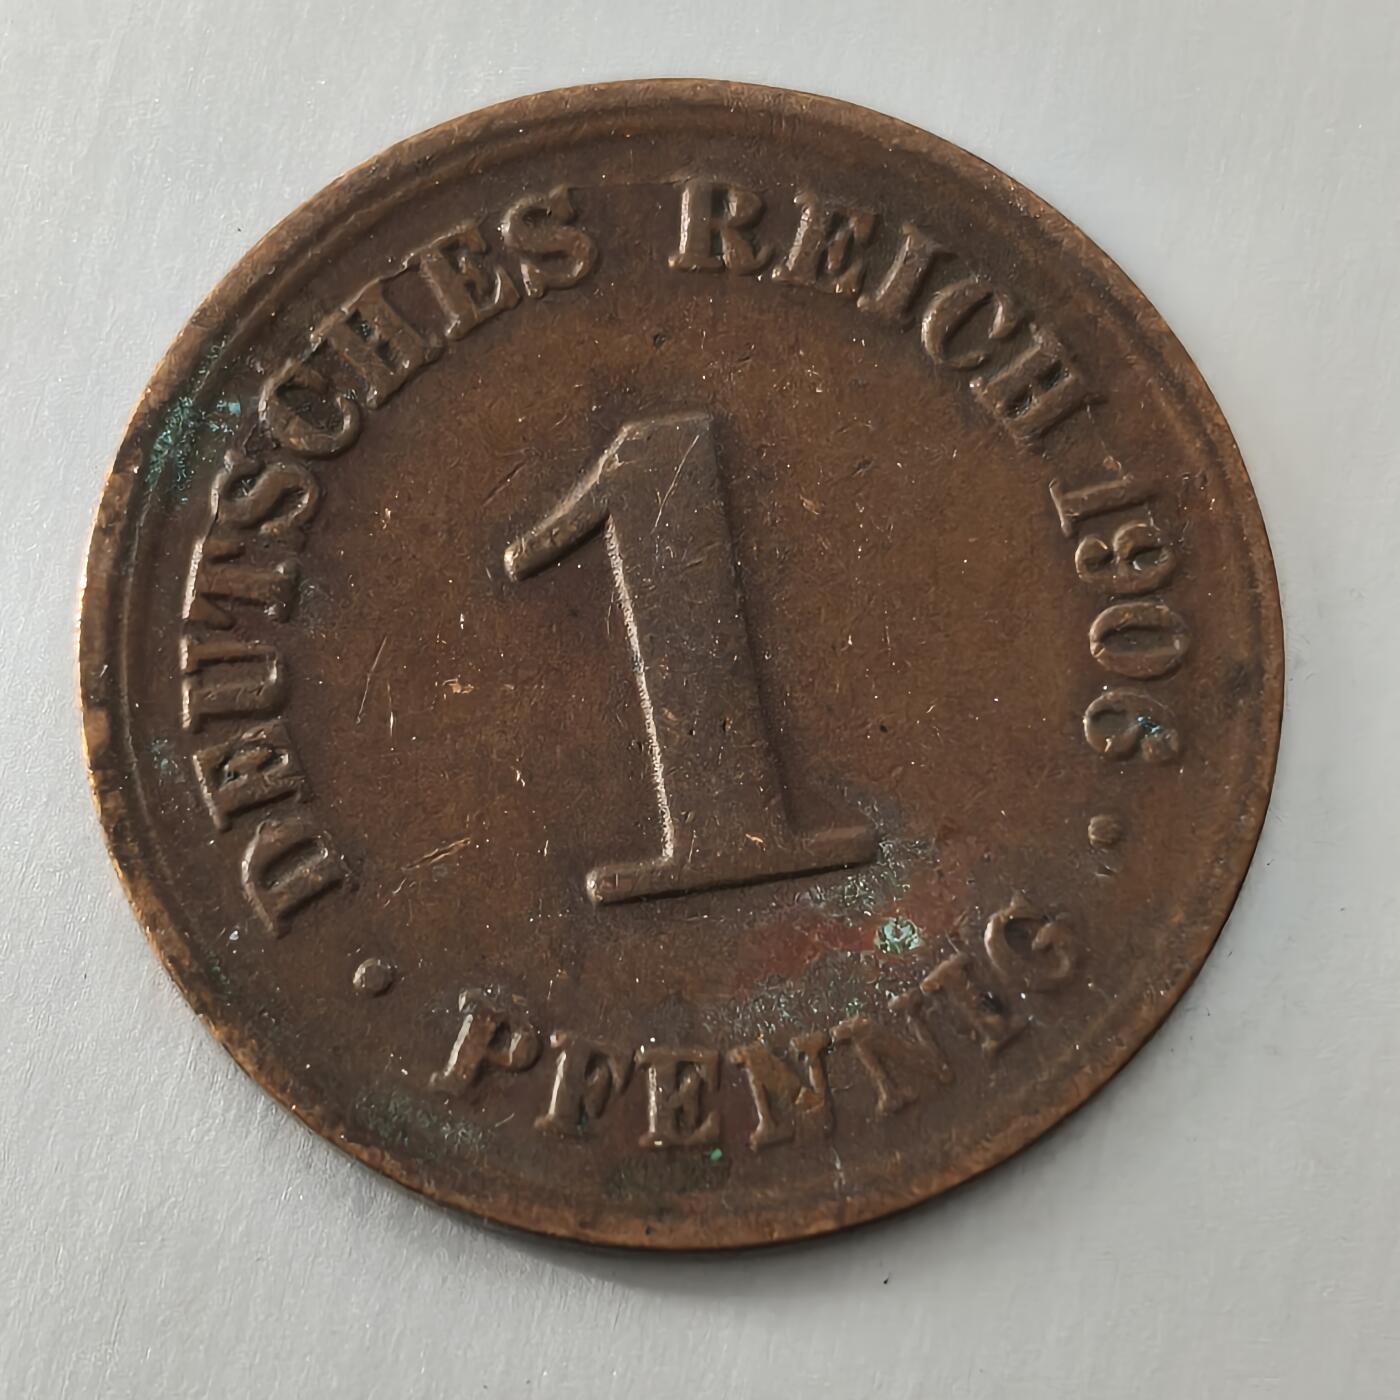 DEUTSCHES REICH 1906
1
PFENNIG